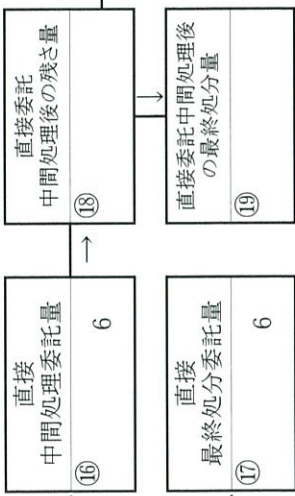 直接
中間処理委託量
⑯ 6
→
直接委託
中間処理後の残さ量
⑱
↓
直接
最終処分委託量
⑰ 6
直接委託中間処理後
の最終処分量
⑲